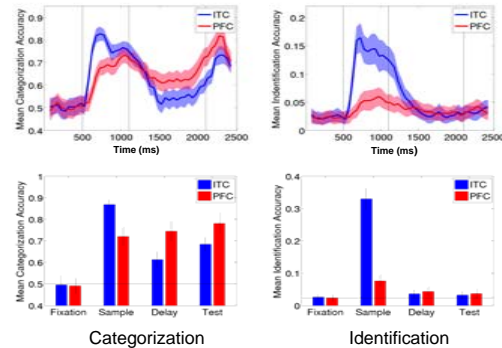 Mean Categorization Accuracy
0.9
0.8
0.7
0.6
0.5
0.4
500 1000 1500 2000 2500
Time (ms)
ITC
PFC
Mean Indentification Accuracy
0.2
0.15
0.1
0.05
0
500 1000 1500 2000 2500
Time (ms)
ITC
PFC
Mean Categorization Accuracy
1
0.9
0.8
0.7
0.6
0.5
0.4
Fixation Sample Delay Test
ITC
PFC
Categorization
Mean Identification Accuracy
0.4
0.3
0.2
0.1
0
Fixation Sample Delay Test
ITC
PFC
Identification